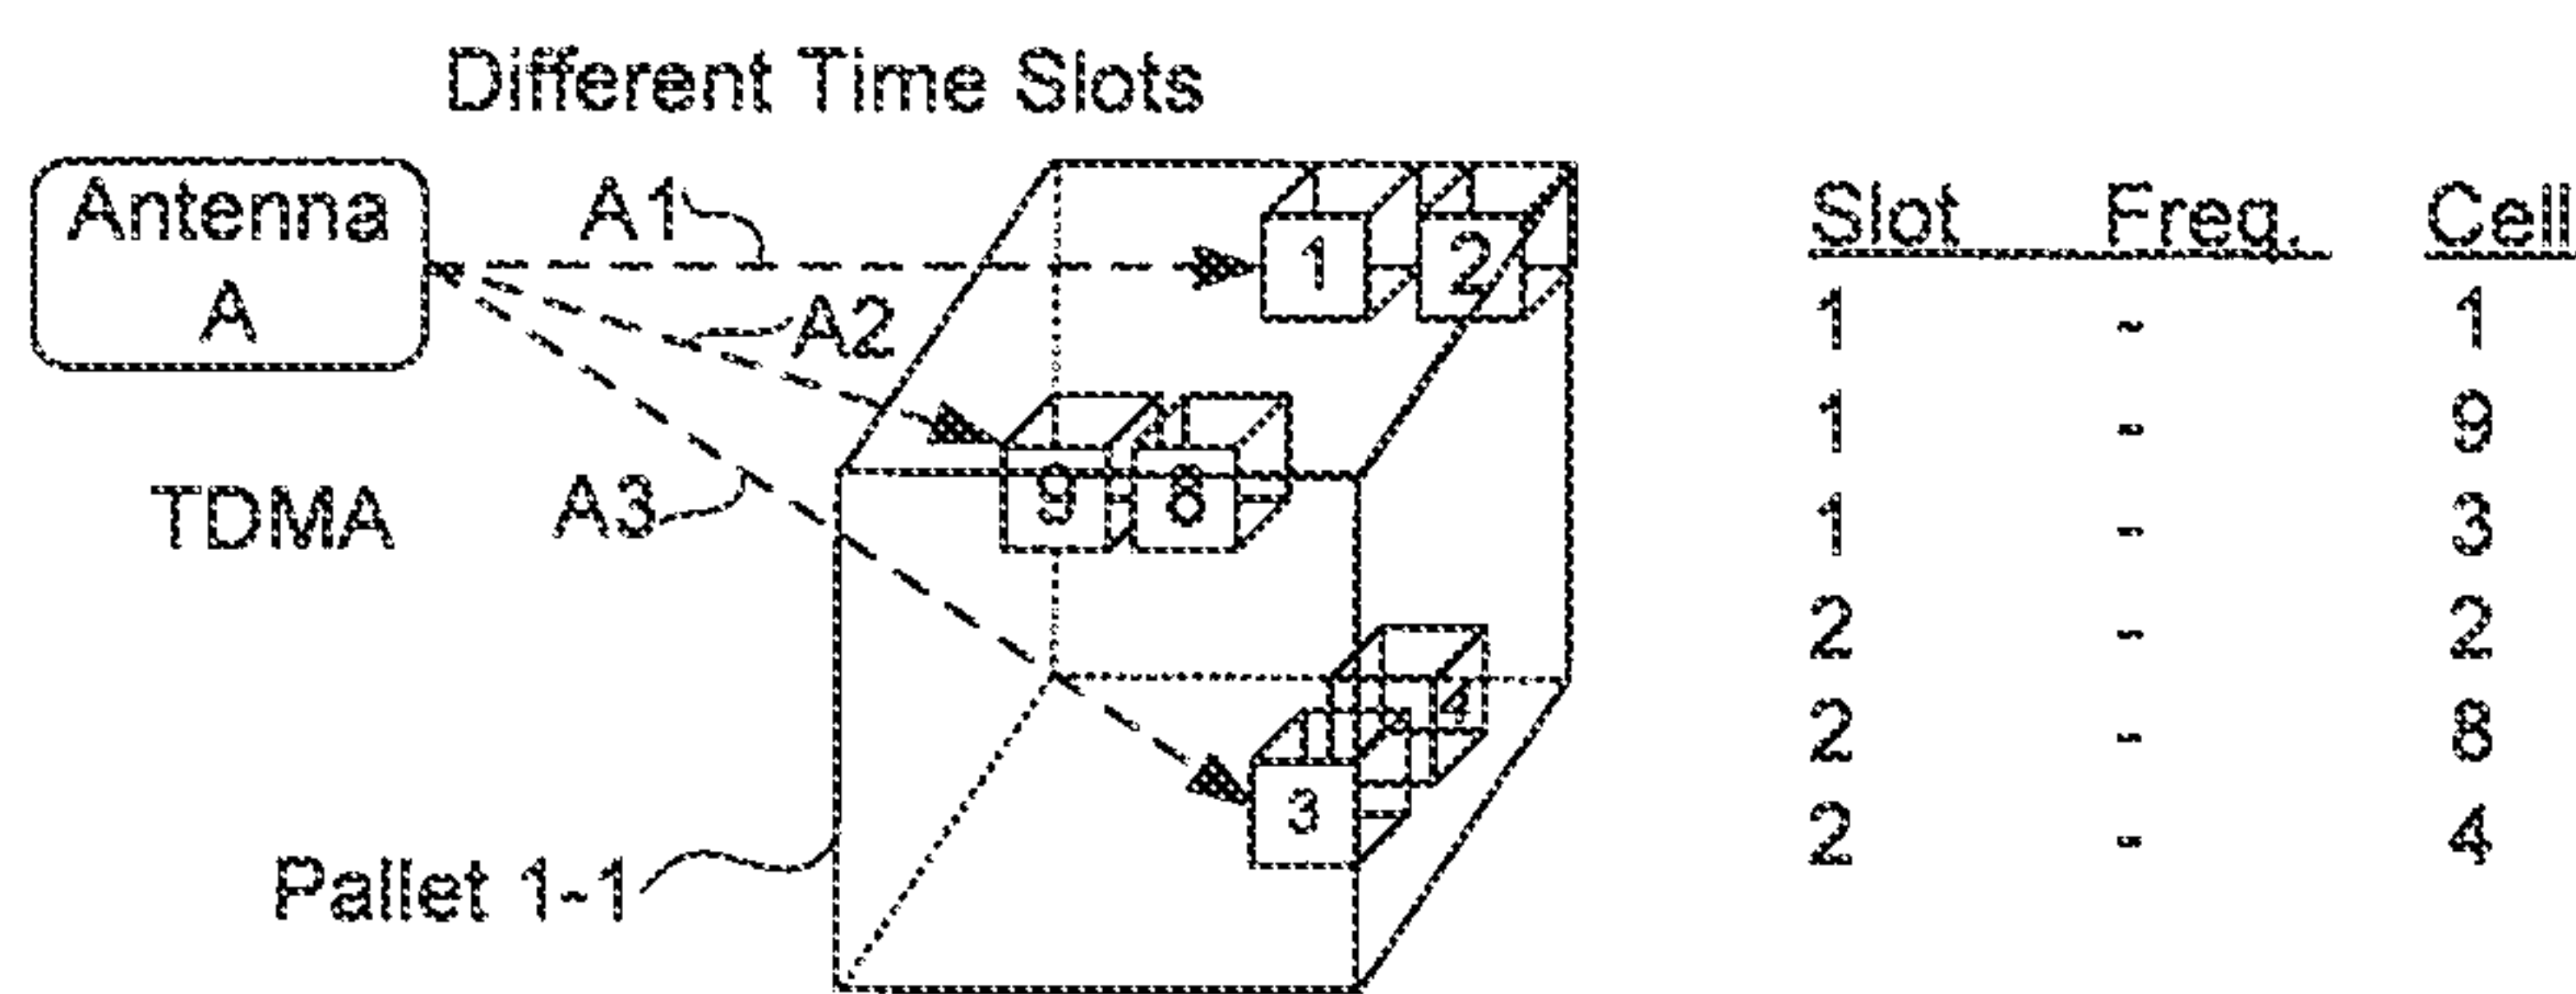 Different Time Slots
Antenna
A
A1
A2
A3
TDMA
Pallet 1-1
1
2
9
8
4
3
Slot Freq. Cell
1 - 1
1 - 9
1 - 3
2 - 2
2 - 8
2 - 4